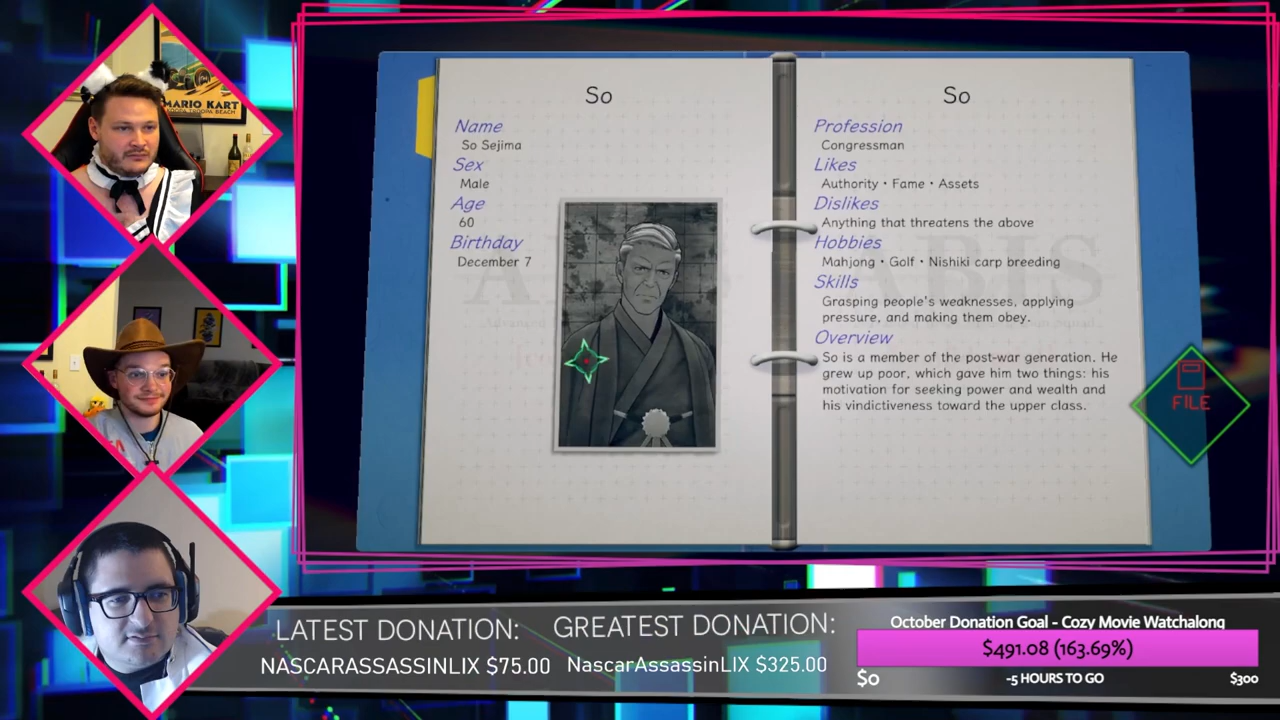 MARIO KART
KOOPA TROOPA BEACH
So
Name
So Sejima
Sex
Male
Age
60
Birthday
December 7
So
Profession
Congressman
Likes
Authority • Fame • Assets
Dislikes
Anything that threatens the above
Hobbies
Mahjong • Golf • Nishiki carp breeding
Skills
Grasping people's weaknesses, applying
pressure, and making them obey.
Overview
So is a member of the post-war generation. He
grew up poor, which gave him two things: his
motivation for seeking power and wealth and
his vindictiveness toward the upper class.
FILE
LATEST DONATION:
NASCARASSASSINLIX $75.00
GREATEST DONATION:
NascarAssassinLIX $325.00
October Donation Goal - Cozy Movie Watchalong
$491.08 (163.69%)
$0
-5 HOURS TO GO
$300